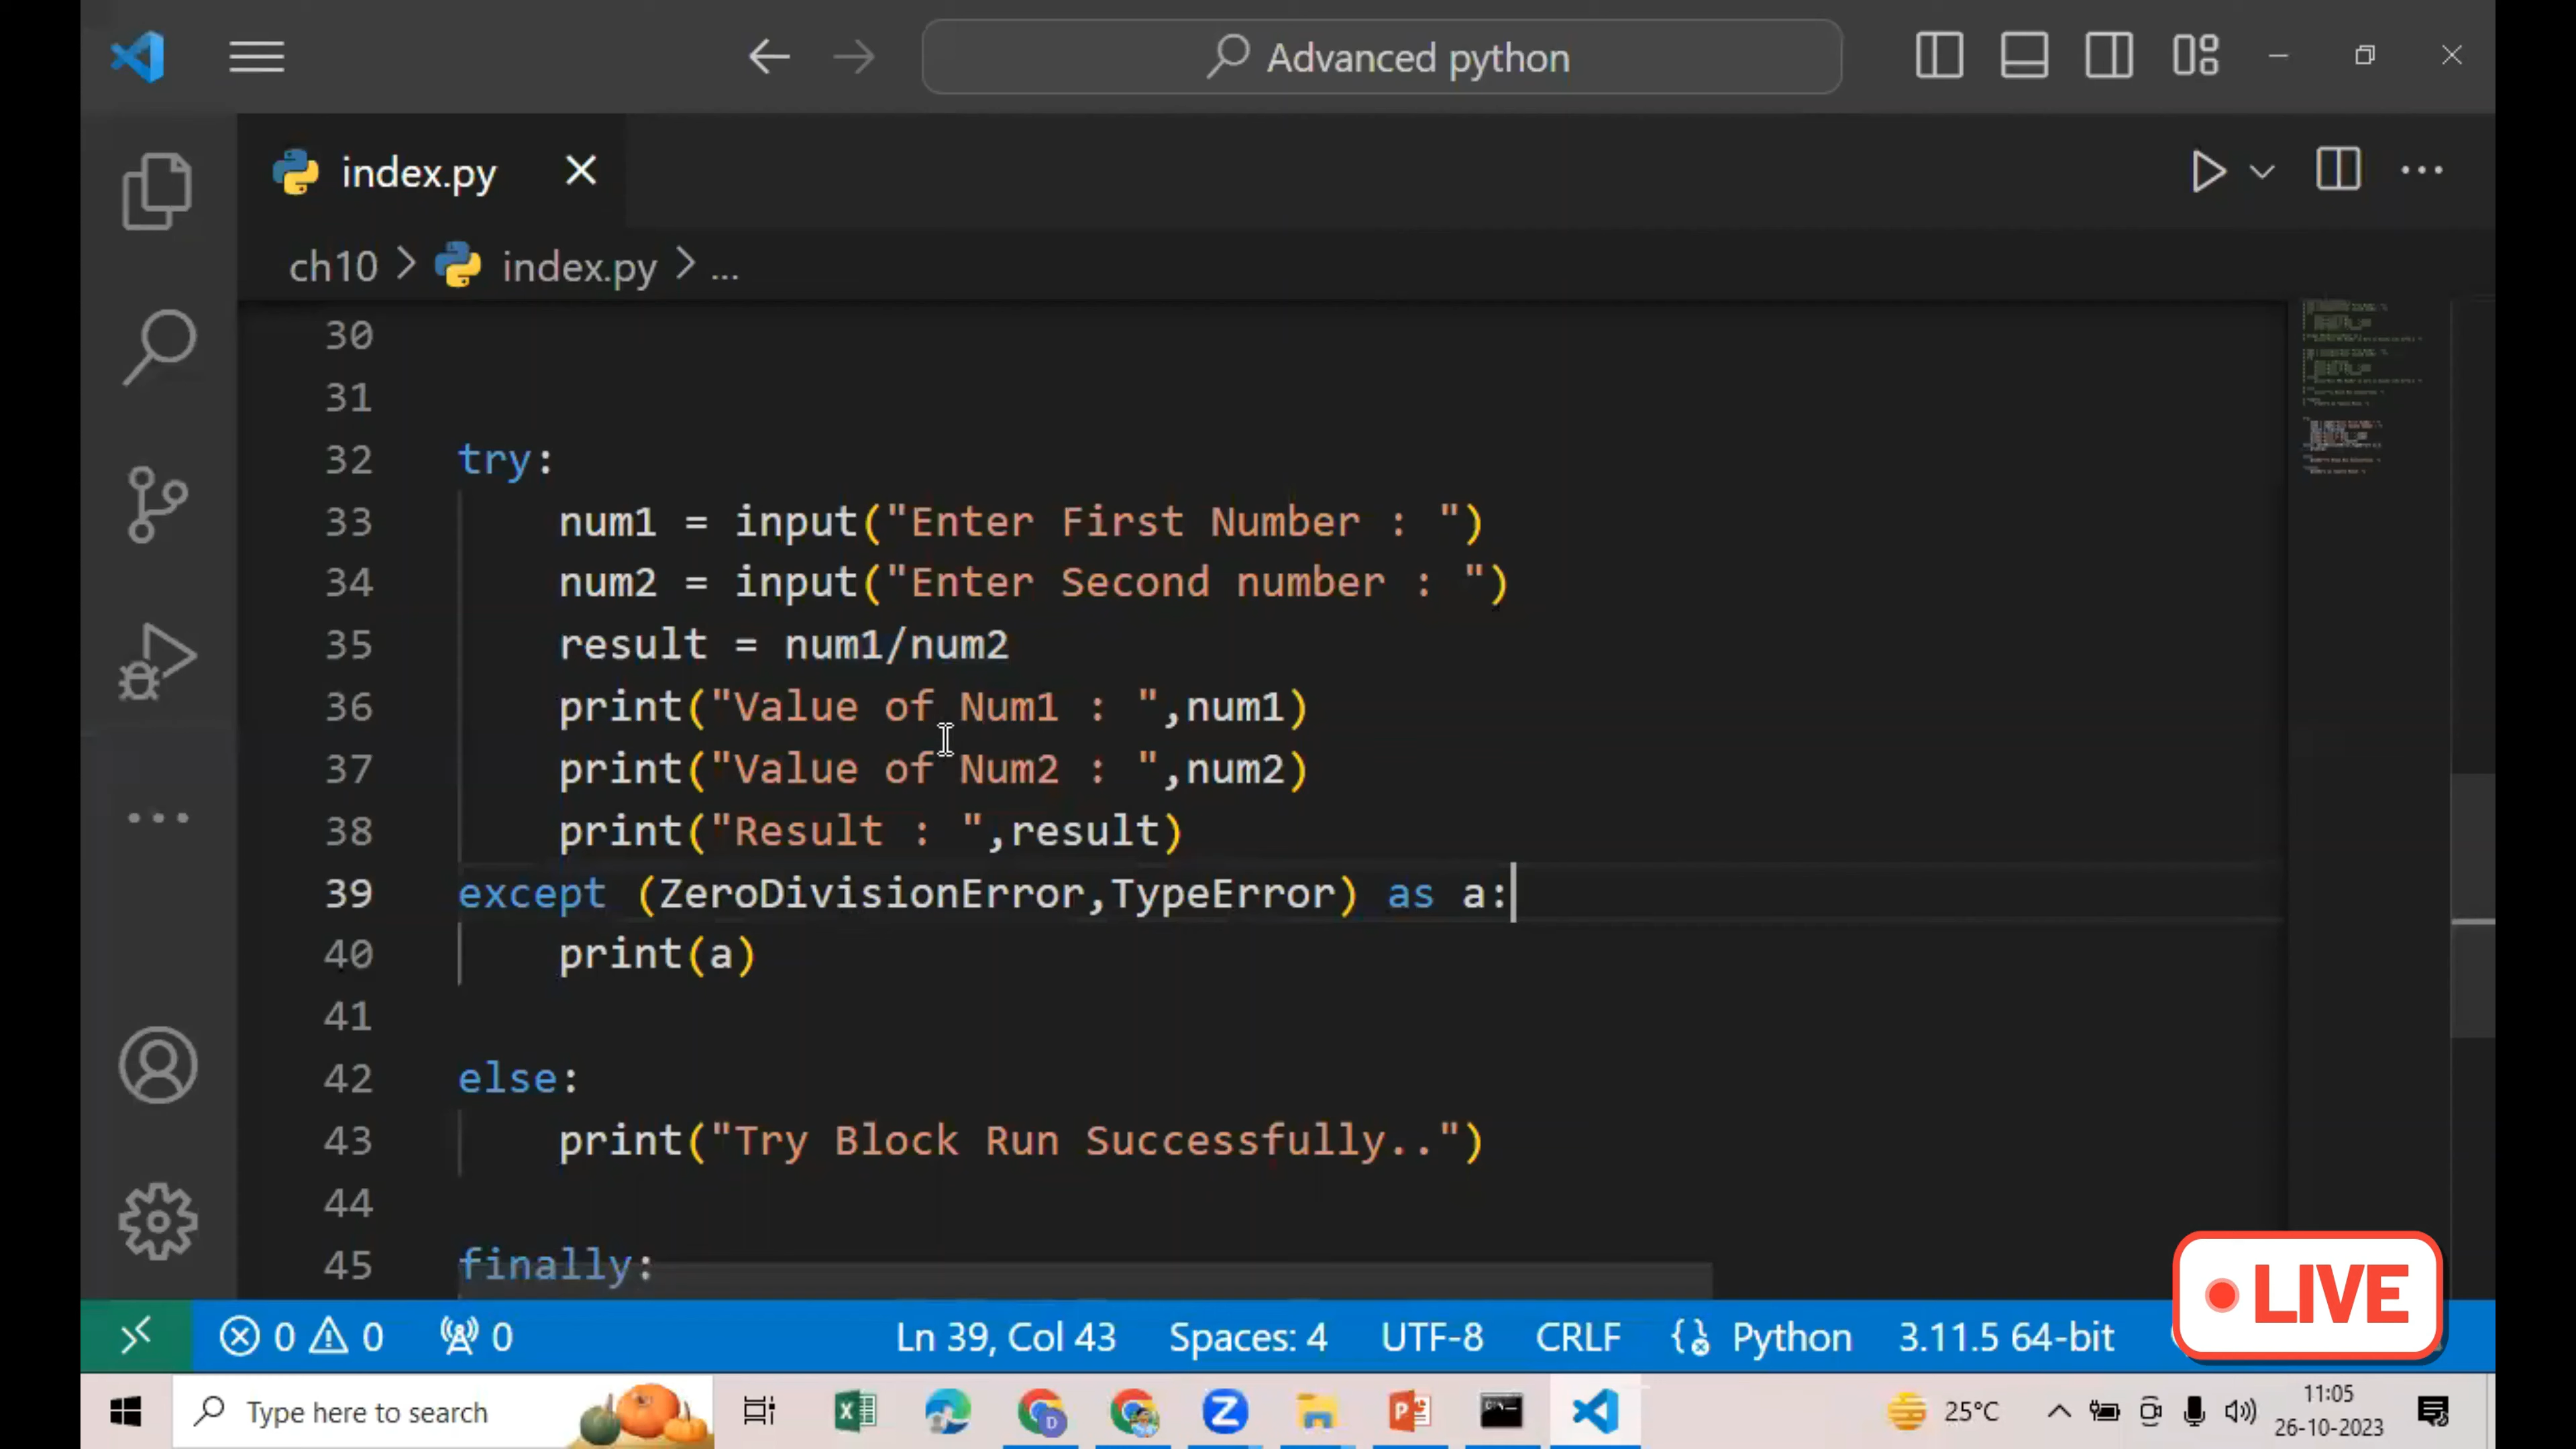 Advanced python
index.py
ch10 > index.py > ...
30
31
32 try:
33 num1 = input("Enter First Number : ")
34 num2 = input("Enter Second number : ")
35 result = num1/num2
36 print("Value of Num1 : ",num1)
37 print("Value of Num2 : ",num2)
38 print("Result : ",result)
39 except (ZeroDivisionError,TypeError) as a:
40 print(a)
41
42 else:
43 print("Try Block Run Successfully..")
44
45 finally:
LIVE
0 0 0 Ln 39, Col 43 Spaces: 4 UTF-8 CRLF Python 3.11.5 64-bit
Type here to search 25°C 11:05
26-10-2023